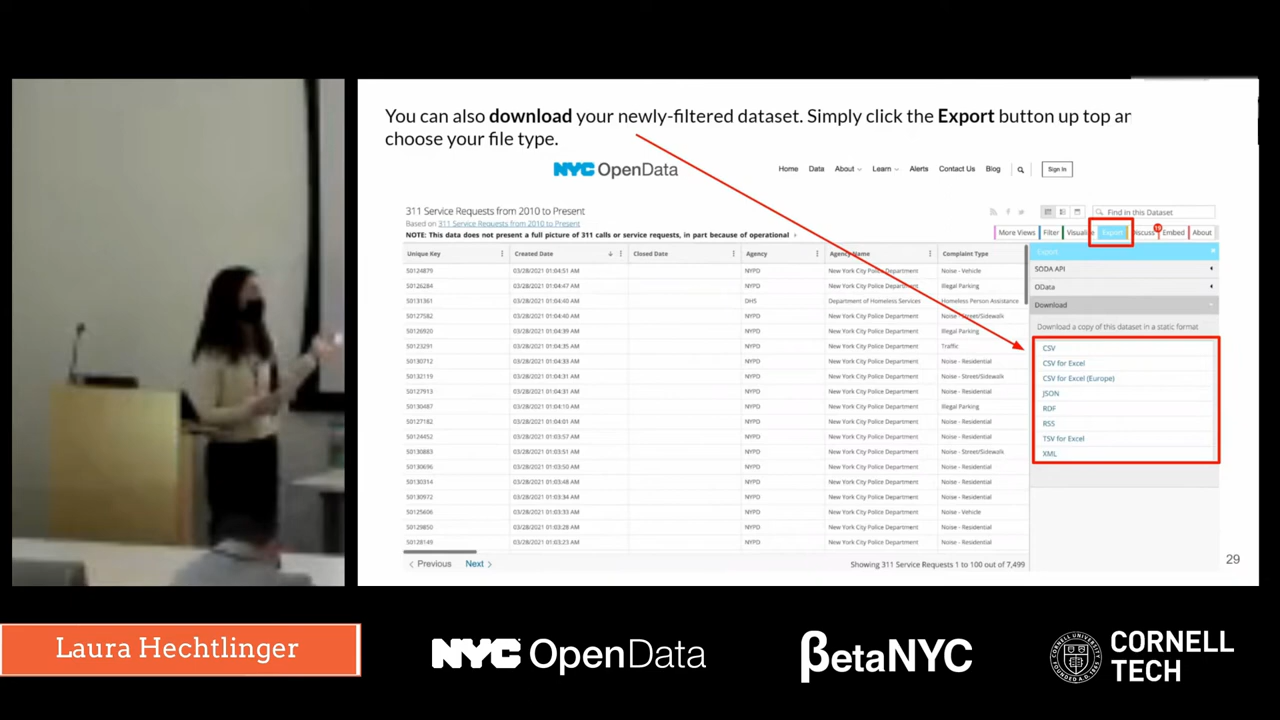 You can also download your newly-filtered dataset. Simply click the Export button up top ar
choose your file type.
NYC OpenData
Home Data About Learn Alerts Contact Us Blog Sign In
311 Service Requests from 2010 to Present
Based on 311 Service Requests from 2010 to Present
NOTE: This data does not present a full picture of 311 calls or service requests, in part because of operational
Find in this Dataset
More Views Filter Visualiz Export Discuss Embed About
Unique Key Created Date Closed Date Agency Agency Name Complaint Type
50124879 03/28/2021 01:04:51 AM NYPD New York City Police Department Noise - Vehicle
50126284 03/28/2021 01:04:47 AM NYPD New York City Police Department Illegal Parking
50131361 03/28/2021 01:04:40 AM DHS Department of Homeless Services Homeless Person Assistance
50127582 03/28/2021 01:04:40 AM NYPD New York City Police Department Noise - Street/Sidewalk
50126920 03/28/2021 01:04:39 AM NYPD New York City Police Department Illegal Parking
50123291 03/28/2021 01:04:35 AM NYPD New York City Police Department Traffic
50130712 03/28/2021 01:04:33 AM NYPD New York City Police Department Noise - Residential
50132119 03/28/2021 01:04:31 AM NYPD New York City Police Department Noise - Street/Sidewalk
50127913 03/28/2021 01:04:31 AM NYPD New York City Police Department Noise - Residential
50130487 03/28/2021 01:04:10 AM NYPD New York City Police Department Illegal Parking
50127182 03/28/2021 01:04:01 AM NYPD New York City Police Department Noise - Residential
50124452 03/28/2021 01:03:57 AM NYPD New York City Police Department Noise - Residential
50130883 03/28/2021 01:03:51 AM NYPD New York City Police Department Noise - Street/Sidewalk
50130696 03/28/2021 01:03:50 AM NYPD New York City Police Department Noise - Residential
50130314 03/28/2021 01:03:48 AM NYPD New York City Police Department Noise - Residential
50130972 03/28/2021 01:03:34 AM NYPD New York City Police Department Noise - Residential
50125606 03/28/2021 01:03:33 AM NYPD New York City Police Department Noise - Vehicle
50129850 03/28/2021 01:03:28 AM NYPD New York City Police Department Noise - Residential
50128149 03/28/2021 01:03:23 AM NYPD New York City Police Department Noise - Residential
Previous Next Showing 311 Service Requests 1 to 100 out of 7,499
Export
SODA API
OData
Download
Download a copy of this dataset in a static format
CSV
CSV for Excel
CSV for Excel (Europe)
JSON
RDF
RSS
TSV for Excel
XML
29
Laura Hechtlinger
NYC OpenData
βetaNYC
CORNELL
TECH